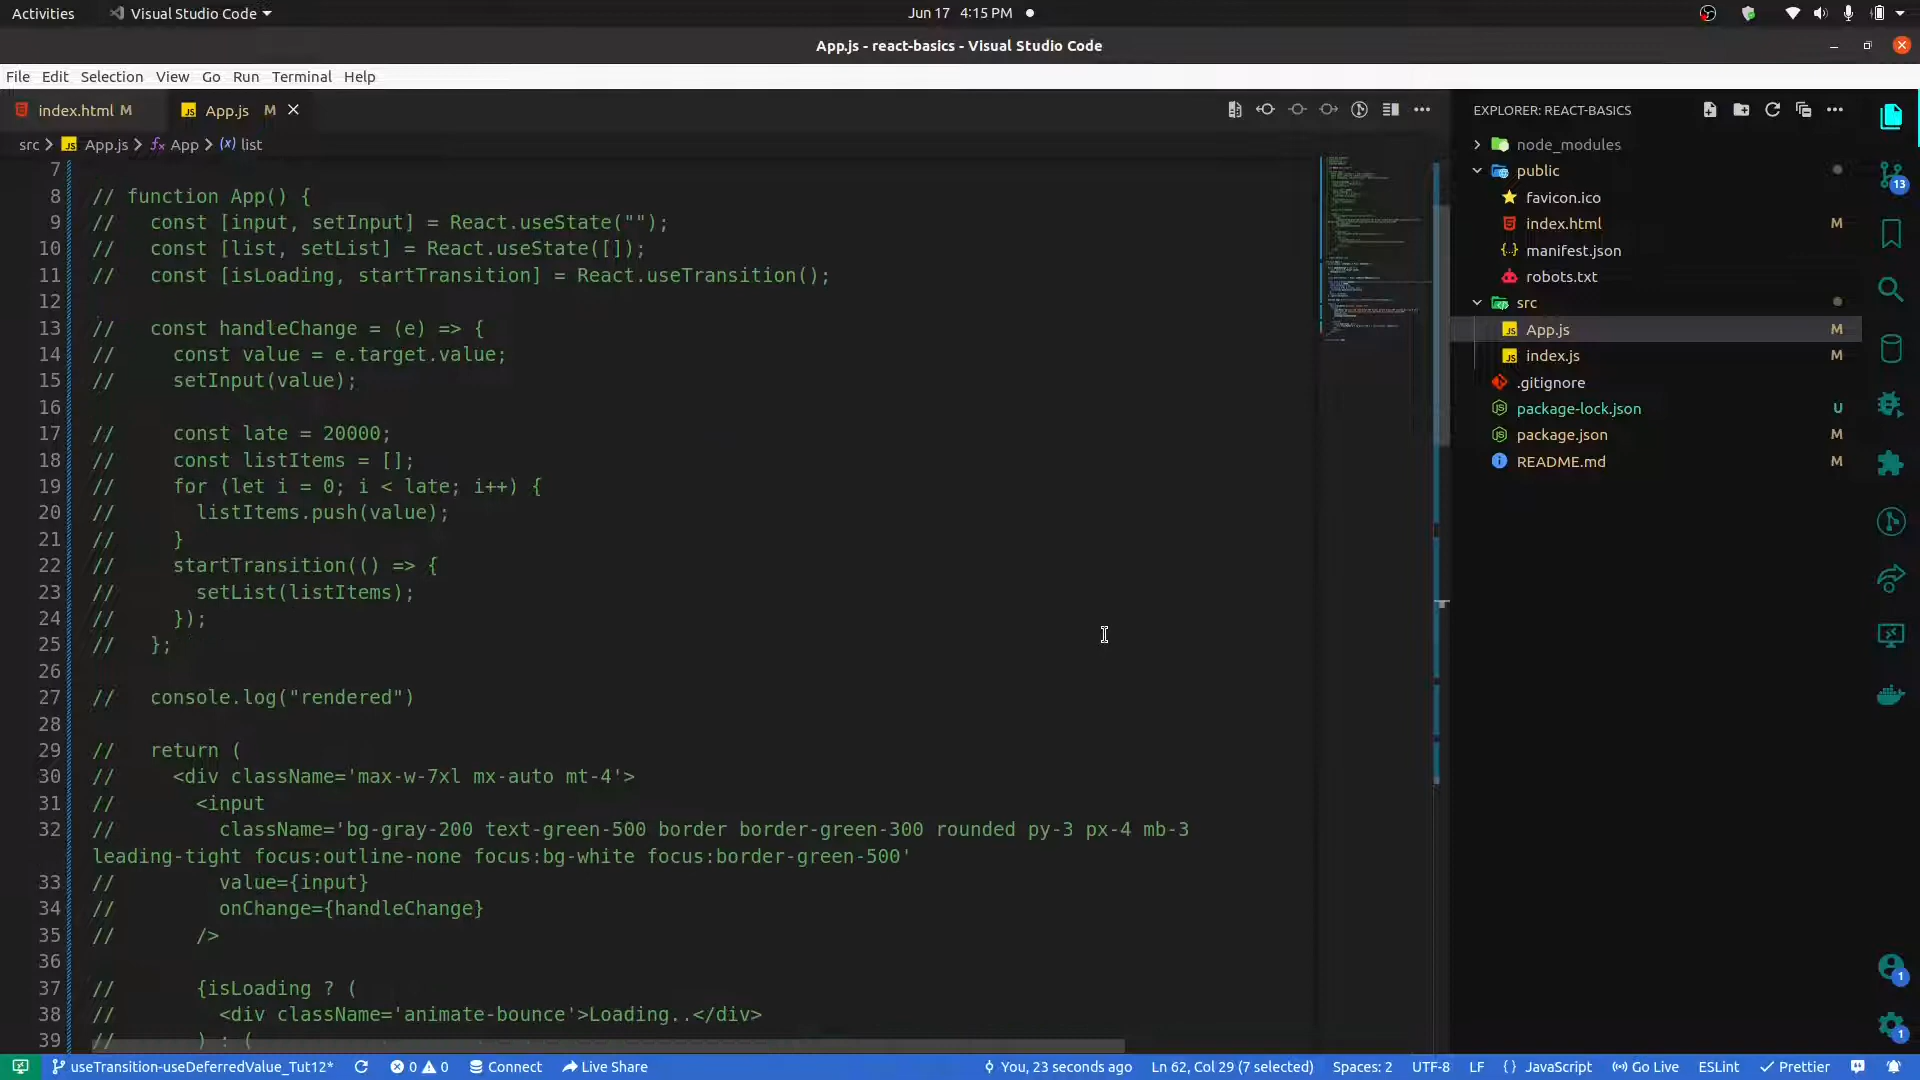 Activities
Visual Studio Code
Jun 17 4:15 PM
App.js - react-basics - Visual Studio Code
File Edit Selection View Go Run Terminal Help
index.html M
JS App.js M
EXPLORER: REACT-BASICS
src > JS App.js > App > list
7
8 // function App() {
9 //   const [input, setInput] = React.useState("");
10 //   const [list, setList] = React.useState([]);
11 //   const [isLoading, startTransition] = React.useTransition();
12
13 //   const handleChange = (e) => {
14 //     const value = e.target.value;
15 //     setInput(value);
16
17 //     const late = 20000;
18 //     const listItems = [];
19 //     for (let i = 0; i < late; i++) {
20 //       listItems.push(value);
21 //     }
22 //     startTransition(() => {
23 //       setList(listItems);
24 //     });
25 //   };
26
27 //   console.log("rendered")
28
29 //   return (
30 //     <div className='max-w-7xl mx-auto mt-4'>
31 //       <input
32 //         className='bg-gray-200 text-green-500 border border-green-300 rounded py-3 px-4 mb-3
leading-tight focus:outline-none focus:bg-white focus:border-green-500'
33 //         value={input}
34 //         onChange={handleChange}
35 //       />
36
37 //       {isLoading ? (
38 //         <div className='animate-bounce'>Loading..</div>
39 //       ) : (
node_modules
public
favicon.ico
index.html M
manifest.json
robots.txt
src
JS App.js M
JS index.js M
.gitignore
package-lock.json U
package.json M
README.md M
13
1
1
useTransition-useDeferredValue_Tut12*
0
0
Connect
Live Share
You, 23 seconds ago
Ln 62, Col 29 (7 selected)
Spaces: 2
UTF-8
LF
{ } JavaScript
Go Live
ESLint
Prettier